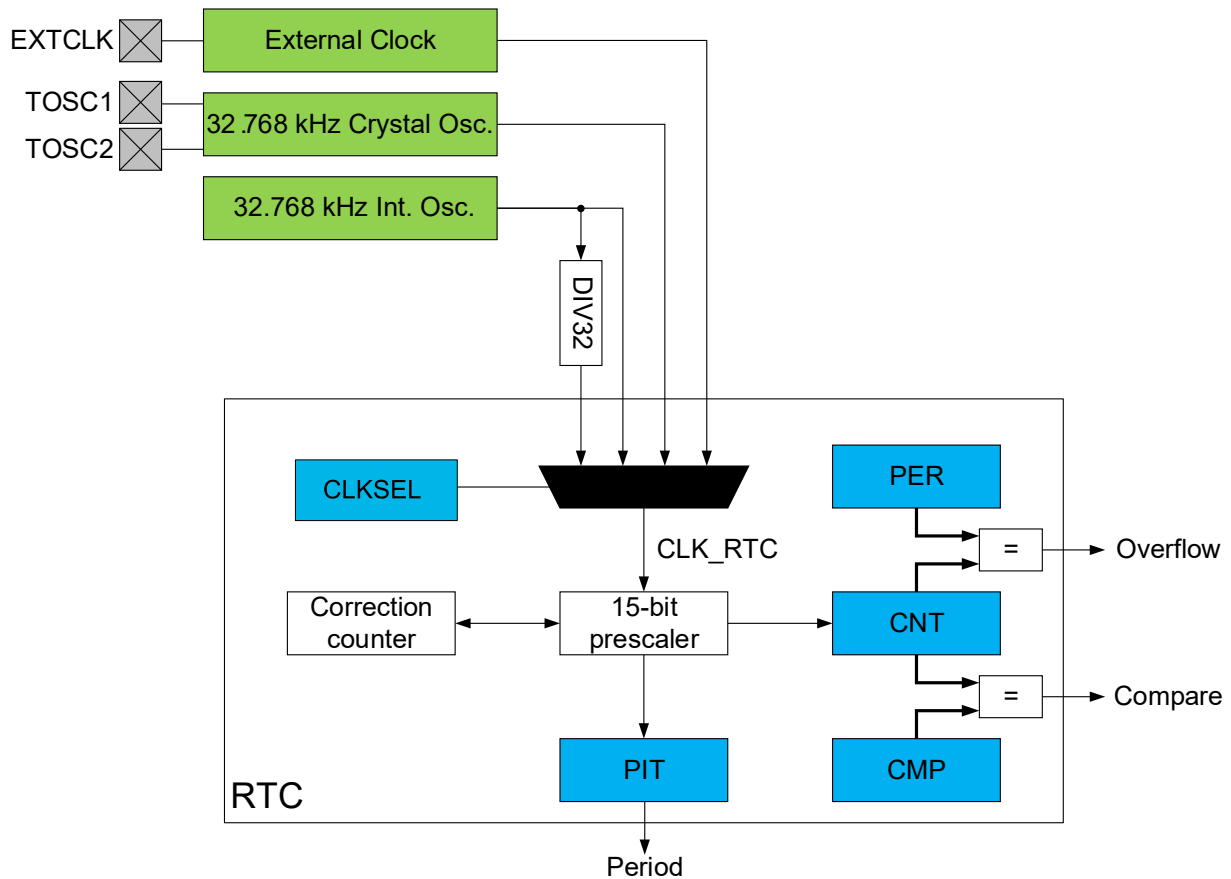 EXTCLK
External Clock
TOSC1
TOSC2
32.768 kHz Crystal Osc.
32.768 kHz Int. Osc.
DIV32
CLKSEL
PER
CLK_RTC
=
Overflow
Correction
counter
15-bit
prescaler
CNT
=
Compare
PIT
CMP
RTC
Period